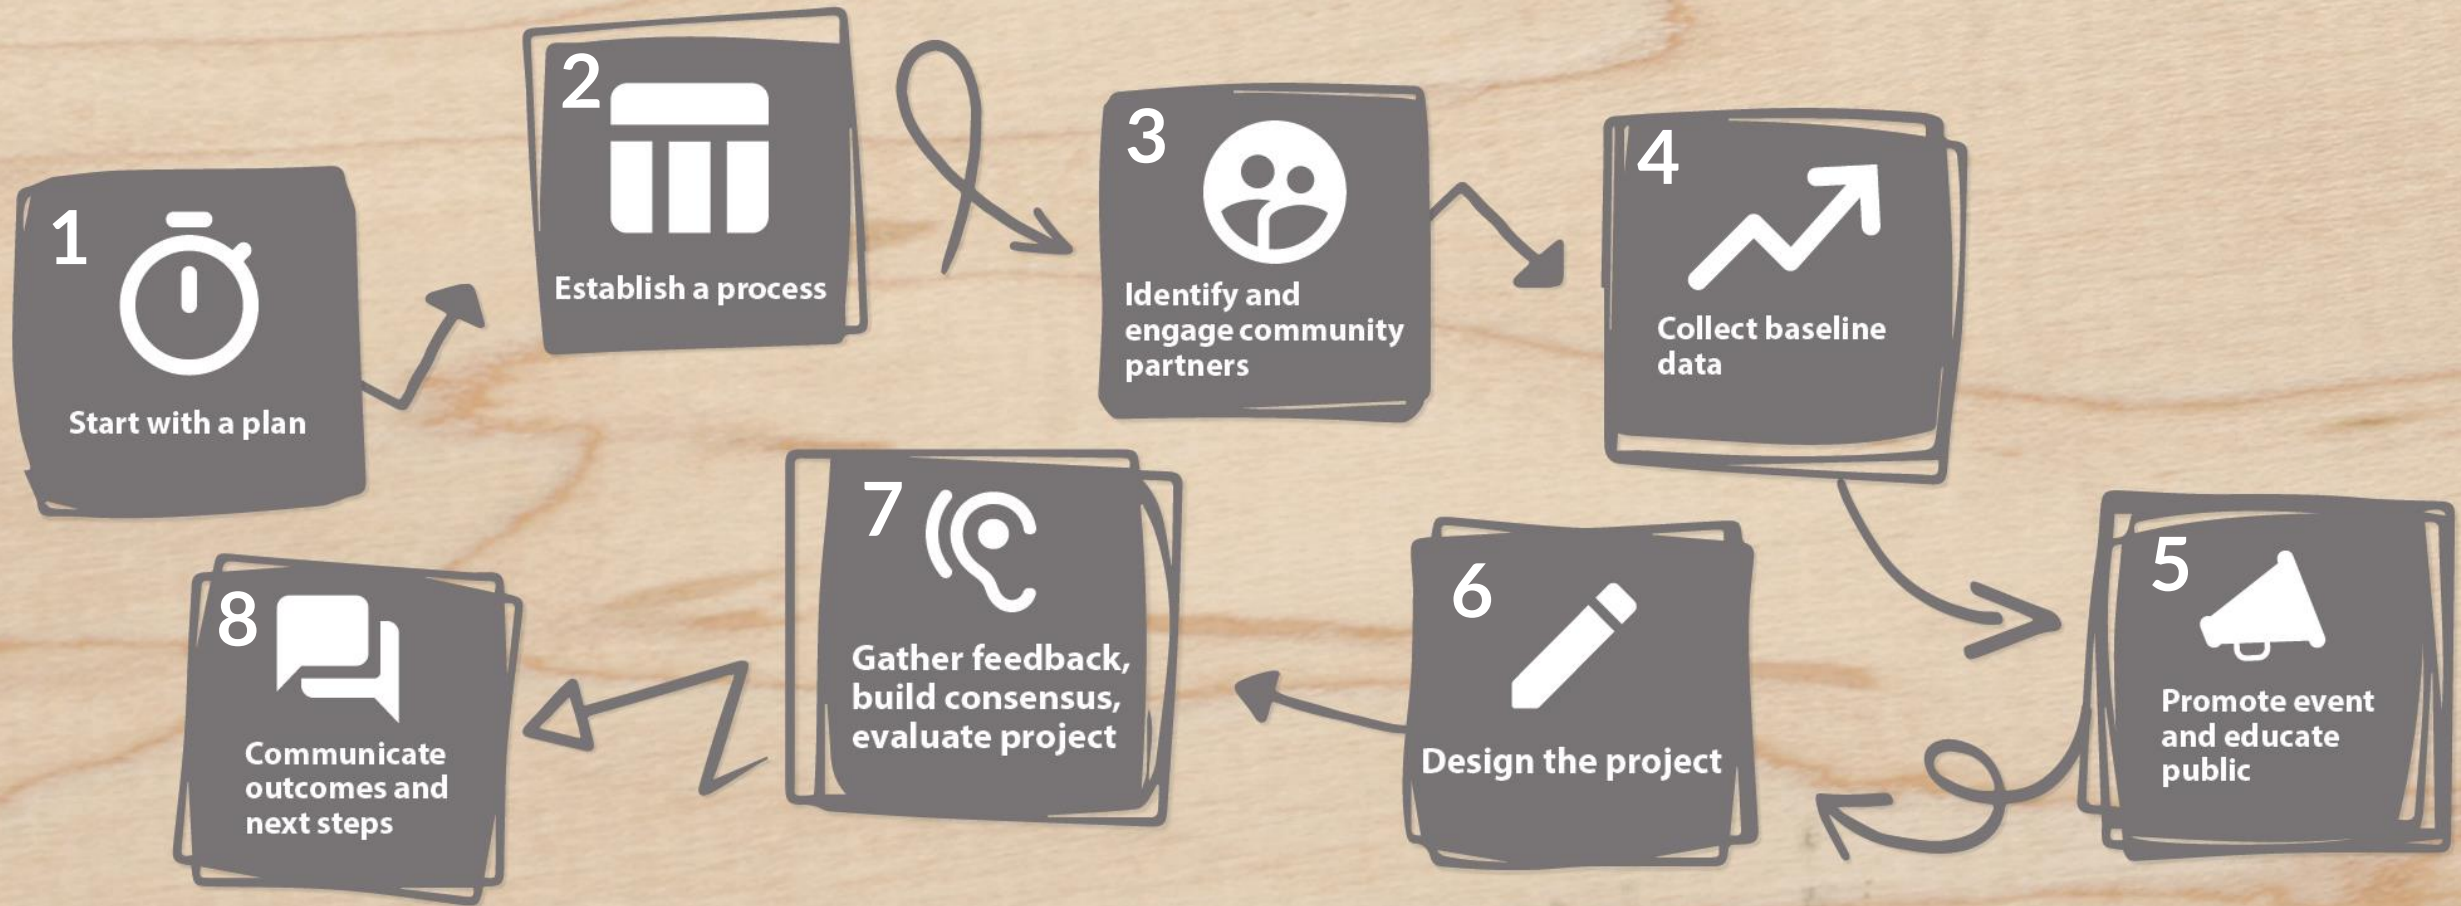 1
Start with a plan
2
Establish a process
3
Identify and
engage community
partners
4
Collect baseline
data
5
Promote event
and educate
public
6
Design the project
7
Gather feedback,
build consensus,
evaluate project
8
Communicate
outcomes and
next steps